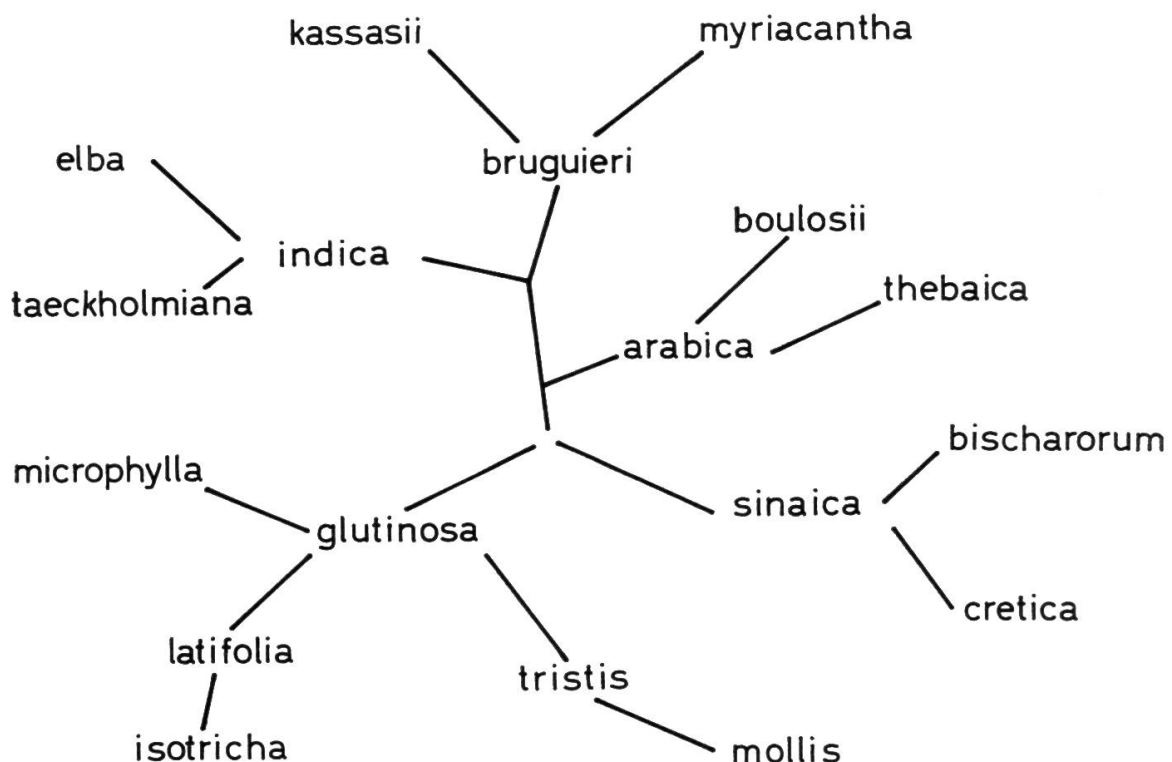 kassasii
myriacantha
elba
bruguieri
boulosii
indica
thebaica
taeckholmiana
arabica
bischarorum
microphylla
sinaica
glutinosa
cretica
latifolia
tristis
isotricha
mollis